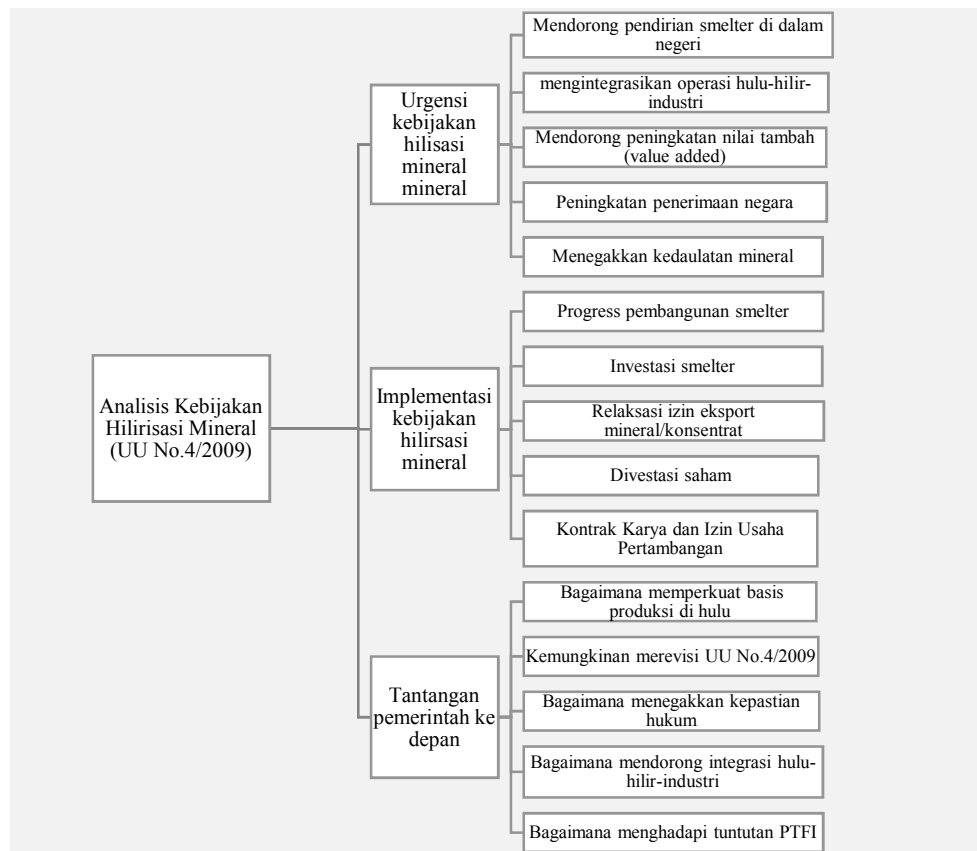 Analisis Kebijakan
Hilirisasi Mineral
(UU No.4/2009)
Urgensi
kebijakan
hilisasi
mineral
mineral
Mendorong pendirian smelter di dalam
negeri
mengintegrasikan operasi hulu-hilir-
industri
Mendorong peningkatan nilai tambah
(value added)
Peningkatan penerimaan negara
Menegakkan kedaulatan mineral
Implementasi
kebijakan
hilirsasi
mineral
Progress pembangunan smelter
Investasi smelter
Relaksasi izin eksport
mineral/konsentrat
Divestasi saham
Kontrak Karya dan Izin Usaha
Pertambangan
Tantangan
pemerintah ke
depan
Bagaimana memperkuat basis
produksi di hulu
Kemungkinan merevisi UU No.4/2009
Bagaimana menegakkan kepastian
hukum
Bagaimana mendorong integrasi hulu-
hilir-industri
Bagaimana menghadapi tuntutan PTFI